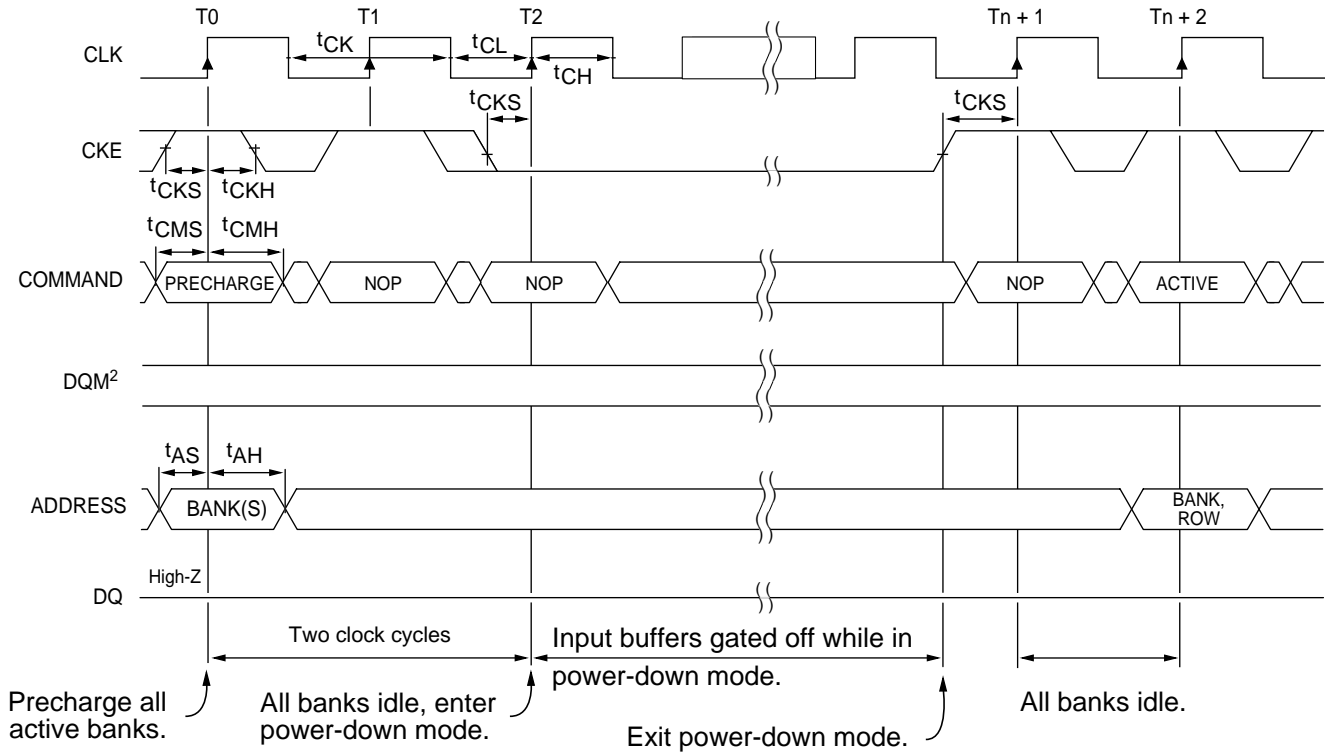 T0 T1 T2 Tn + 1 Tn + 2
CLK tCK tCL tCH
tCKS tCKS
CKE
tCKS tCKH
tCMS tCMH
COMMAND PRECHARGE NOP NOP NOP ACTIVE
DQM2
tAS tAH
ADDRESS BANK(S) BANK,
ROW
High-Z
DQ
Two clock cycles
Input buffers gated off while in
power-down mode.
Precharge all
active banks.
All banks idle, enter
power-down mode.
Exit power-down mode.
All banks idle.